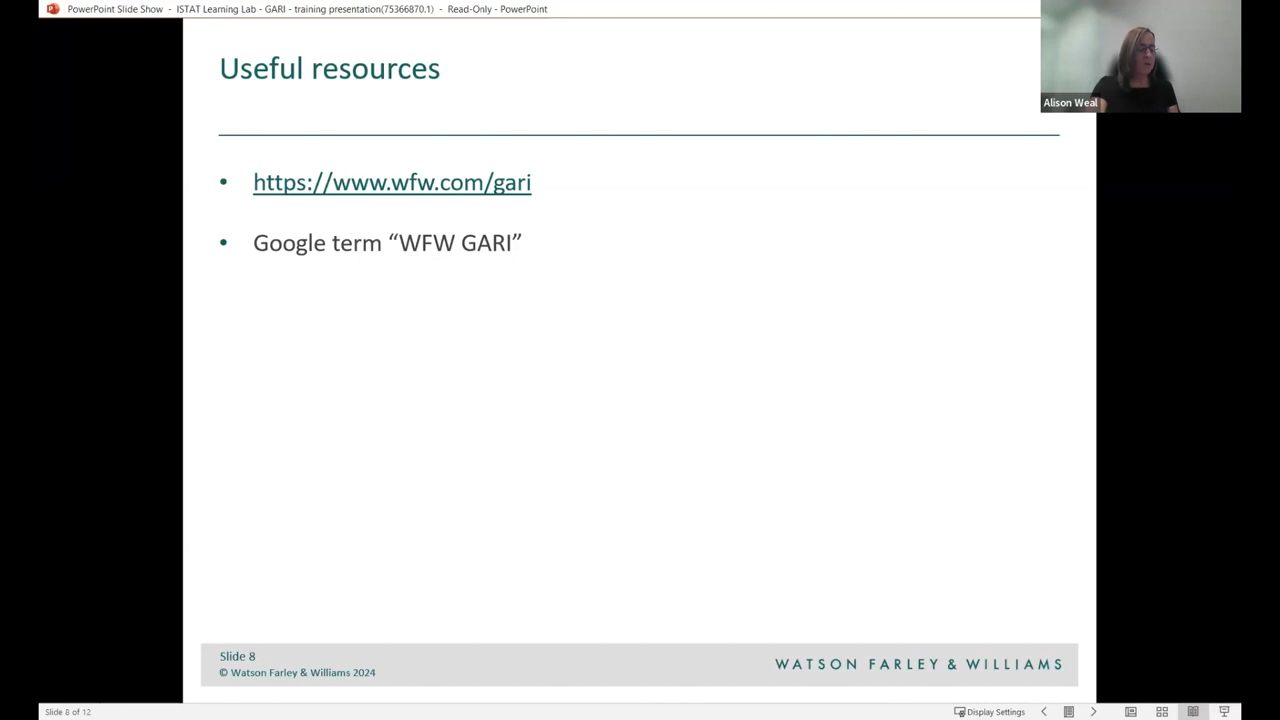 PowerPoint Slide Show - ISTAT Learning Lab - GARI - training presentation(75366870.1) - Read-Only - PowerPoint
Alison Weal
Useful resources
• https://www.wfw.com/gari
• Google term “WFW GARI”
Slide 8
© Watson Farley & Williams 2024
WATSON FARLEY & WILLIAMS
Slide 8 of 12
Display Settings